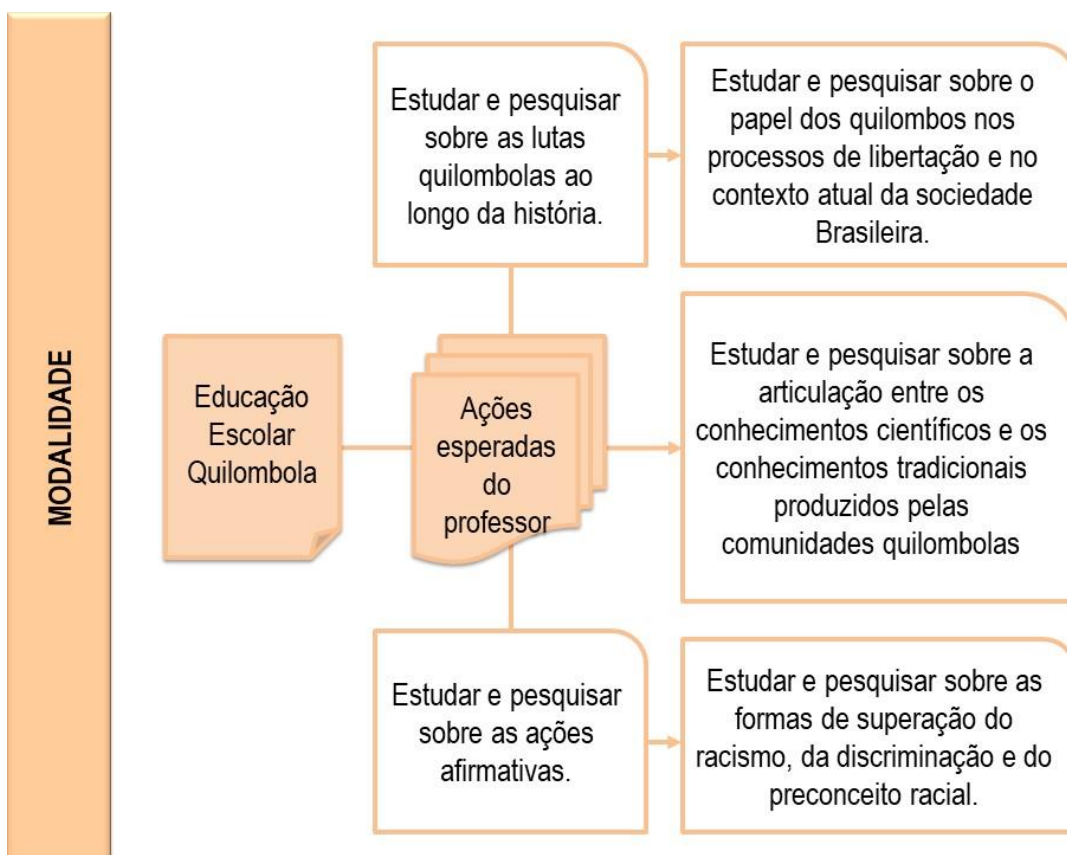 MODALIDADE
Educação
Escolar
Quilombola
Ações
esperadas
do
professor
Estudar e pesquisar
sobre as lutas
quilombolas ao
longo da história.
Estudar e pesquisar sobre o
papel dos quilombos nos
processos de libertação e no
contexto atual da sociedade
Brasileira.
Estudar e pesquisar sobre a
articulação entre os
conhecimentos científicos e os
conhecimentos tradicionais
produzidos pelas
comunidades quilombolas
Estudar e pesquisar
sobre as ações
afirmativas.
Estudar e pesquisar sobre as
formas de superação do
racismo, da discriminação e do
preconceito racial.